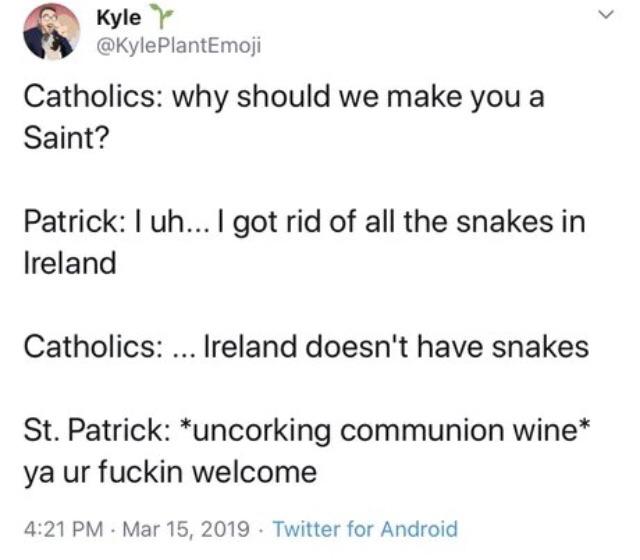 Kyle 🌱
@KylePlantEmoji
Catholics: why should we make you a
Saint?
Patrick: I uh... I got rid of all the snakes in
Ireland
Catholics: ... Ireland doesn't have snakes
St. Patrick: *uncorking communion wine*
ya ur fuckin welcome
4:21 PM · Mar 15, 2019 · Twitter for Android